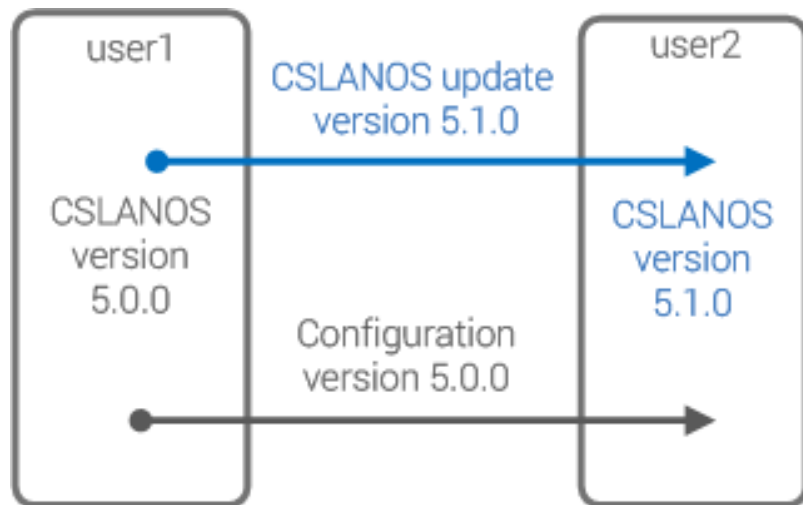 user1
user2
CSLANOS update
version 5.1.0
CSLANOS
version
5.0.0
CSLANOS
version
5.1.0
Configuration
version 5.0.0